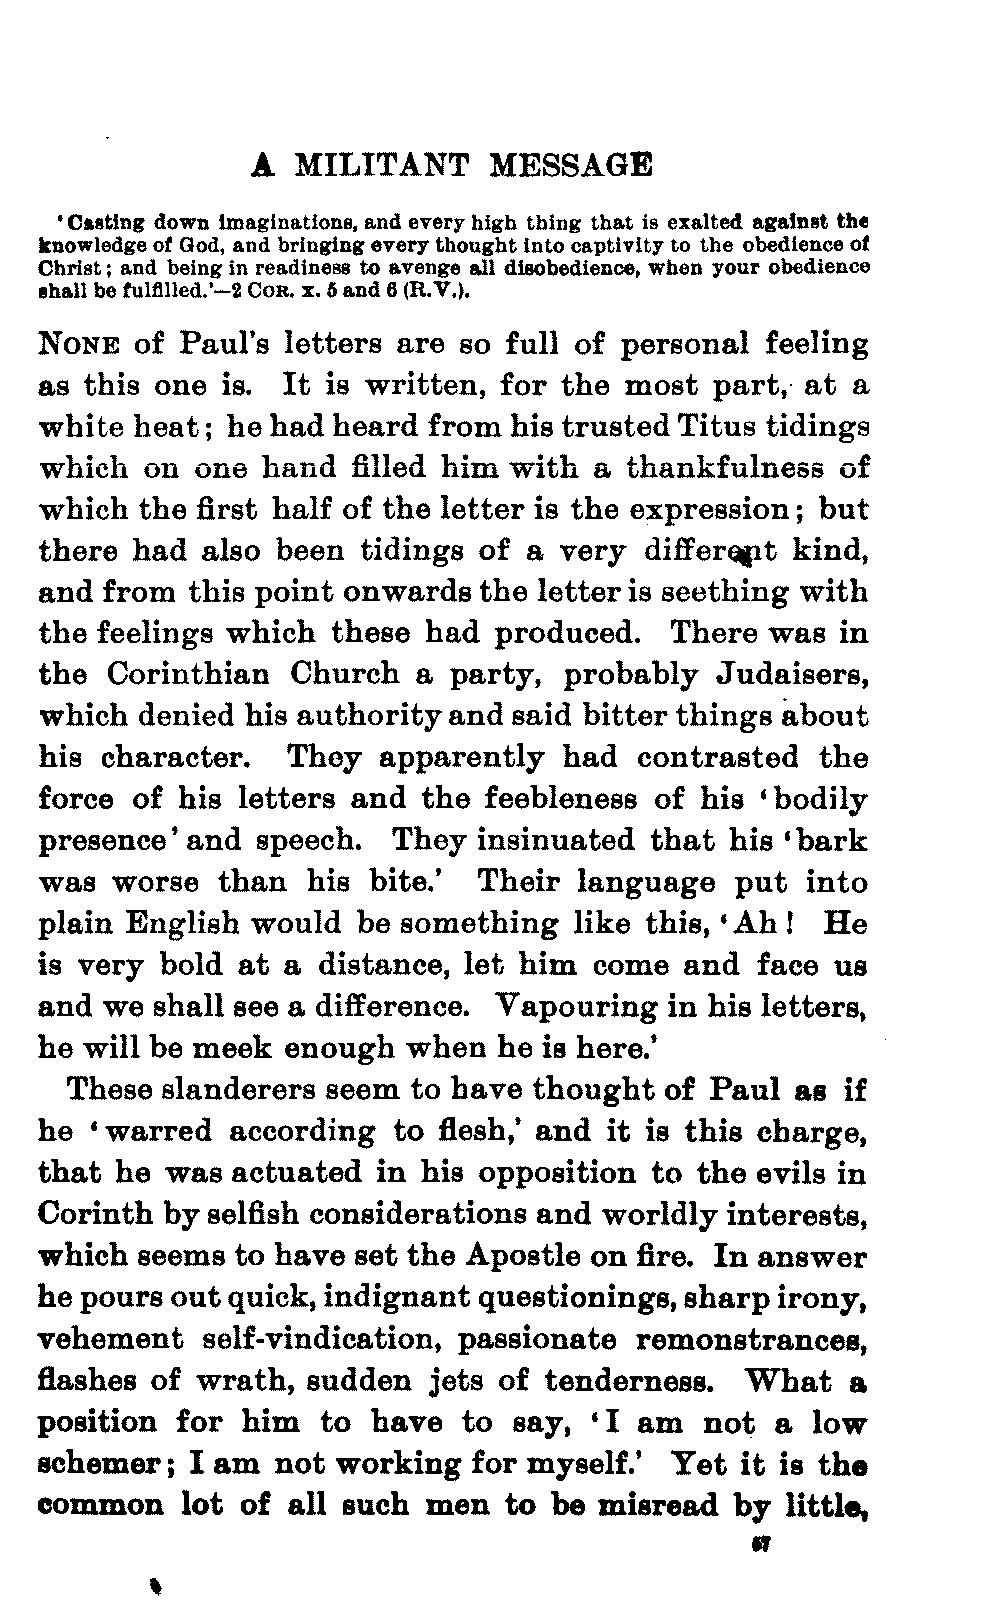 A MILITANT MESSAGE
'Casting down imaginations, and every high thing that is exalted against the
knowledge of God, and bringing every thought into captivity to the obedience of
Christ; and being in readiness to avenge all disobedience, when your obedience
shall be fulfilled.'—2 COR. x. 5 and 6 (R.V.).
NONE of Paul's letters are so full of personal feeling
as this one is. It is written, for the most part, at a
white heat; he had heard from his trusted Titus tidings
which on one hand filled him with a thankfulness of
which the first half of the letter is the expression; but
there had also been tidings of a very different kind,
and from this point onwards the letter is seething with
the feelings which these had produced. There was in
the Corinthian Church a party, probably Judaisers,
which denied his authority and said bitter things about
his character. They apparently had contrasted the
force of his letters and the feebleness of his 'bodily
presence' and speech. They insinuated that his 'bark
was worse than his bite.' Their language put into
plain English would be something like this, 'Ah! He
is very bold at a distance, let him come and face us
and we shall see a difference. Vapouring in his letters,
he will be meek enough when he is here.'
These slanderers seem to have thought of Paul as if
he 'warred according to flesh,' and it is this charge,
that he was actuated in his opposition to the evils in
Corinth by selfish considerations and worldly interests,
which seems to have set the Apostle on fire. In answer
he pours out quick, indignant questionings, sharp irony,
vehement self-vindication, passionate remonstrances,
flashes of wrath, sudden jets of tenderness. What a
position for him to have to say, 'I am not a low
schemer; I am not working for myself.' Yet it is the
common lot of all such men to be misread by little,
67